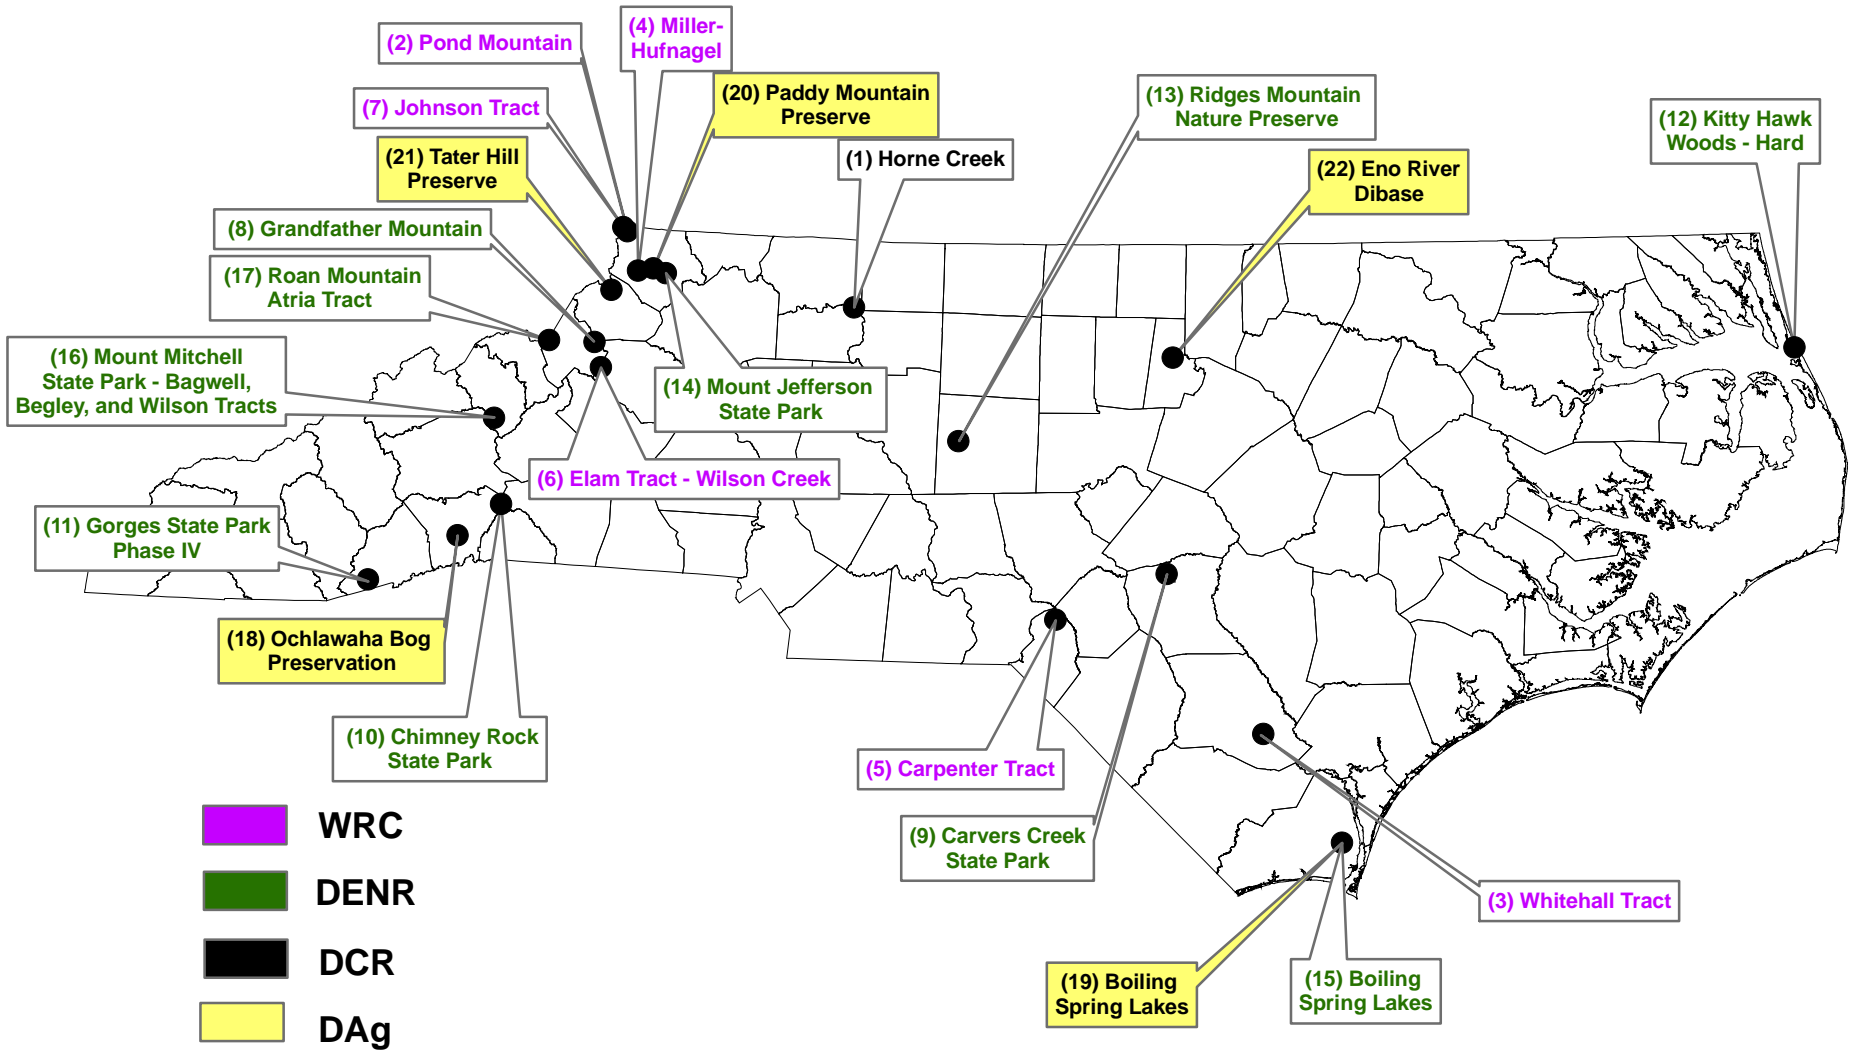 (4) Miller-
Hufnagel
(2) Pond Mountain
(20) Paddy Mountain
Preserve
(7) Johnson Tract
(13) Ridges Mountain
Nature Preserve
(12) Kitty Hawk
Woods - Hard
(21) Tater Hill
Preserve
(1) Horne Creek
(22) Eno River
Dibase
(8) Grandfather Mountain
(17) Roan Mountain
Atria Tract
(16) Mount Mitchell
State Park - Bagwell,
Begley, and Wilson Tracts
(14) Mount Jefferson
State Park
(6) Elam Tract - Wilson Creek
(11) Gorges State Park
Phase IV
(18) Ochlawaha Bog
Preservation
(10) Chimney Rock
State Park
(5) Carpenter Tract
(9) Carvers Creek
State Park
(3) Whitehall Tract
(19) Boiling
Spring Lakes
(15) Boiling
Spring Lakes
WRC
DENR
DCR
DAg